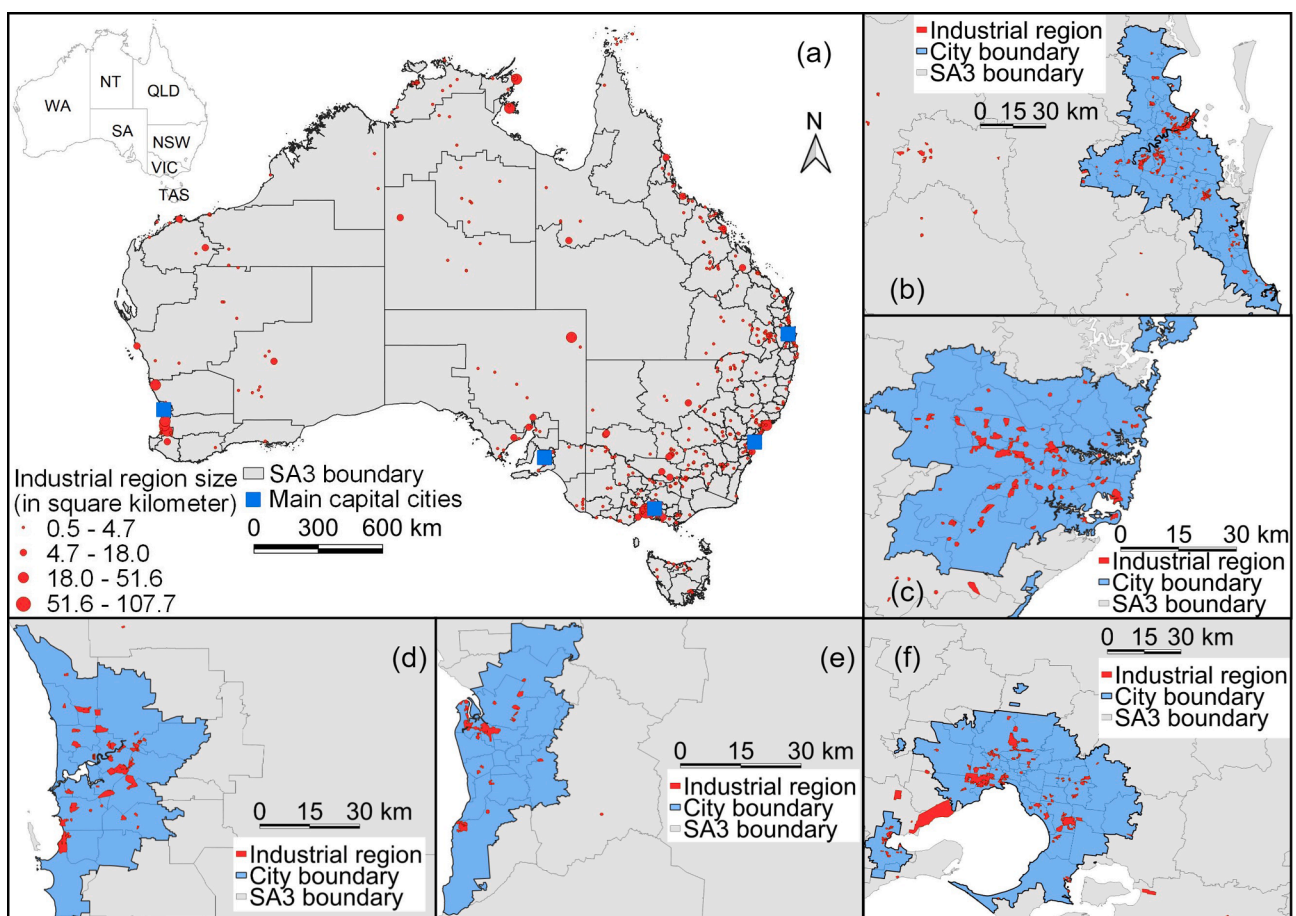 (a)
NT
WA
QLD
SA
NSW
VIC
TAS
N
Industrial region size
(in square kilometer)
0.5 - 4.7
4.7 - 18.0
18.0 - 51.6
51.6 - 107.7
SA3 boundary
Main capital cities
0 300 600 km
Industrial region
City boundary
SA3 boundary
0 15 30 km
(b)
0 15 30 km
Industrial region
City boundary
SA3 boundary
(c)
(d)
0 15 30 km
Industrial region
City boundary
SA3 boundary
(e)
0 15 30 km
Industrial region
City boundary
SA3 boundary
0 15 30 km
Industrial region
City boundary
SA3 boundary
(f)